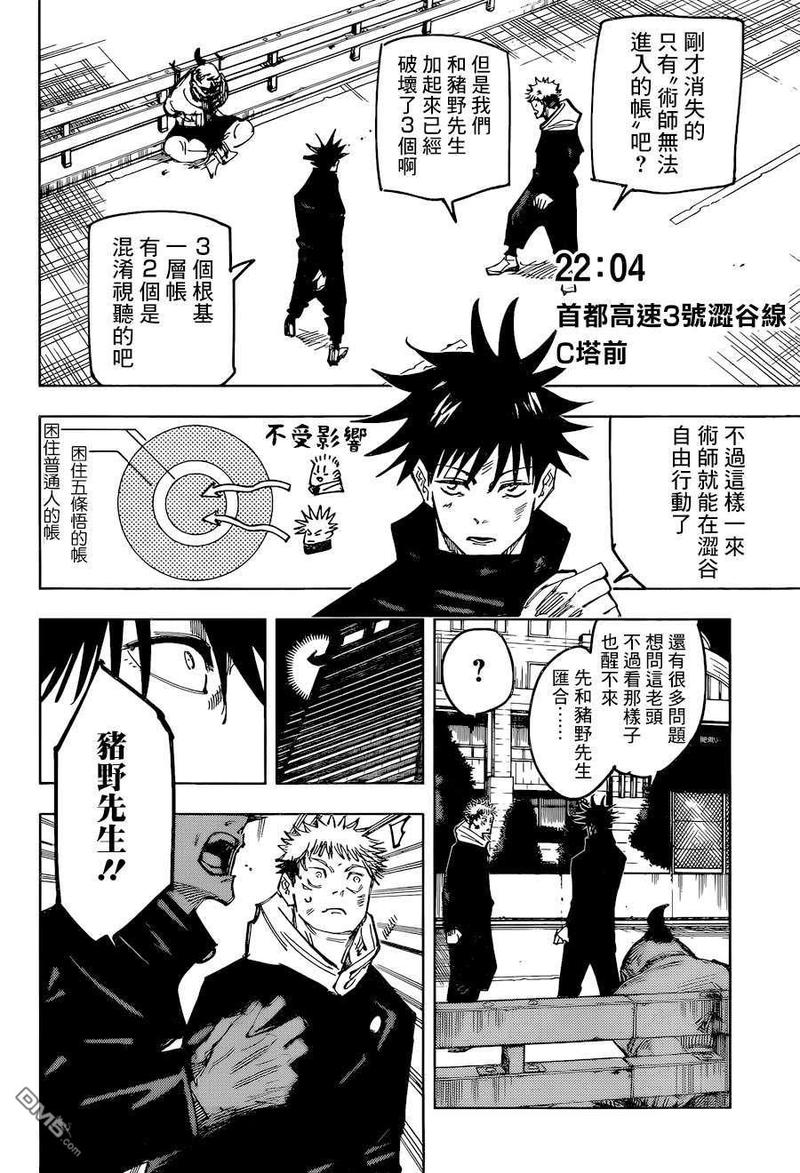 剛才消失的
只有“術師無法
進入的帳”吧？
但是我們
和豬野先生
加起來已經
破壞了3個啊
22:04
首都高速3號澀谷線
C塔前
3個根基
一層帳
有2個是
混淆視聽的吧
不過這樣一來
術師就能在澀谷
自由行動了
不受影響
困住五條悟的帳
困住普通人的帳
還有很多問題
想問這老頭
不過看那樣子
也醒不來
先和豬野先生
匯合……
？
豬野先生!!